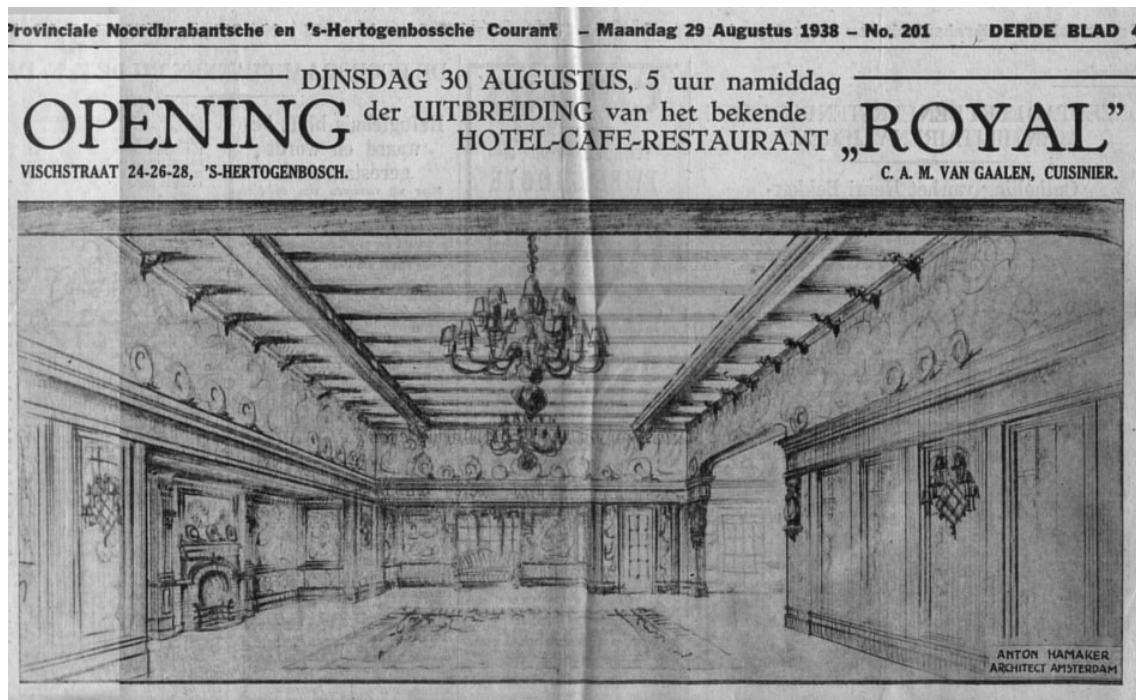 Provinciale Noordbrabantsche en 's-Hertogenbossche Courant – Maandag 29 Augustus 1938 – No. 201 DERDE BLAD
DINSDAG 30 AUGUSTUS, 5 uur namiddag
OPENING der UITBREIDING van het bekende „ROYAL”
HOTEL-CAFE-RESTAURANT
VISCHSTRAAT 24-26-28, 'S-HERTOGENBOSCH.
C. A. M. VAN GAALEN, CUISINIER.
ANTON HAMAKER
ARCHITECT AMSTERDAM